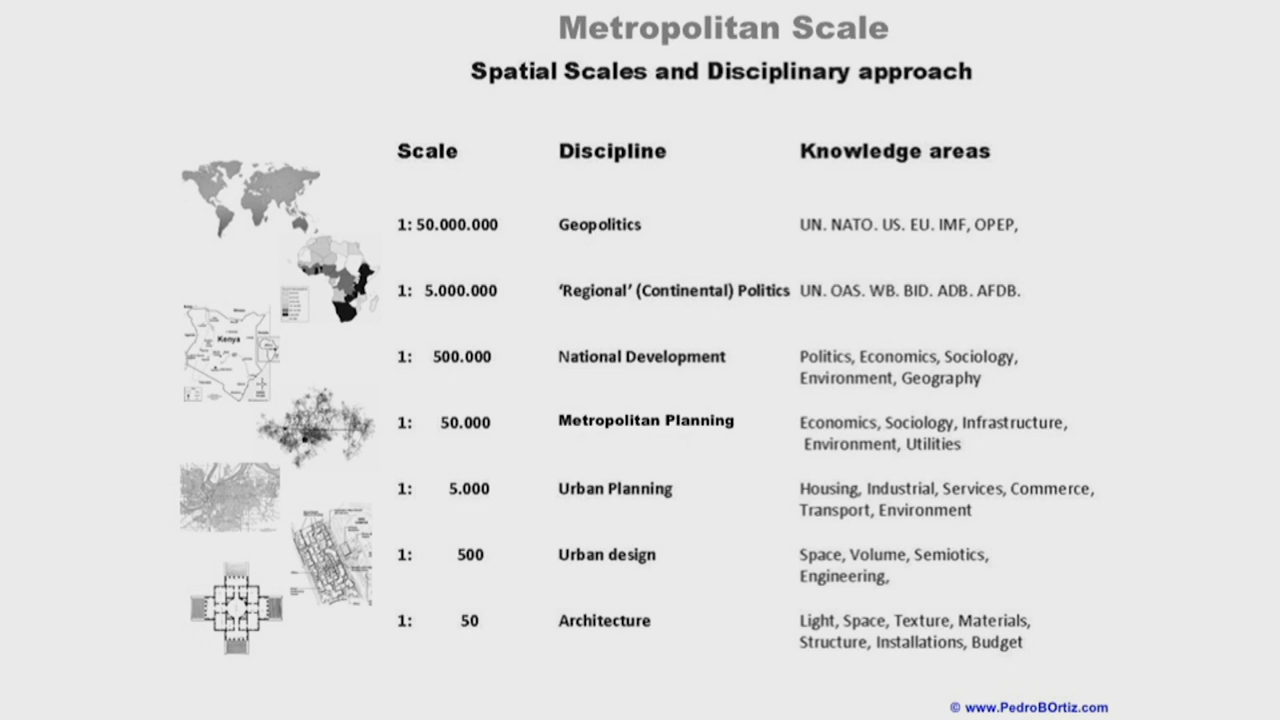 Metropolitan Scale
Spatial Scales and Disciplinary approach
Scale Discipline Knowledge areas
1: 50.000.000 Geopolitics UN. NATO. US. EU. IMF, OPEP,
1: 5.000.000 ‘Regional’ (Continental) Politics UN. OAS. WB. BID. ADB. AFDB.
Kenya
1: 500.000 National Development Politics, Economics, Sociology,
Environment, Geography
1: 50.000 Metropolitan Planning Economics, Sociology, Infrastructure,
Environment, Utilities
1: 5.000 Urban Planning Housing, Industrial, Services, Commerce,
Transport, Environment
1: 500 Urban design Space, Volume, Semiotics,
Engineering,
1: 50 Architecture Light, Space, Texture, Materials,
Structure, Installations, Budget
© www.PedroBOrtiz.com